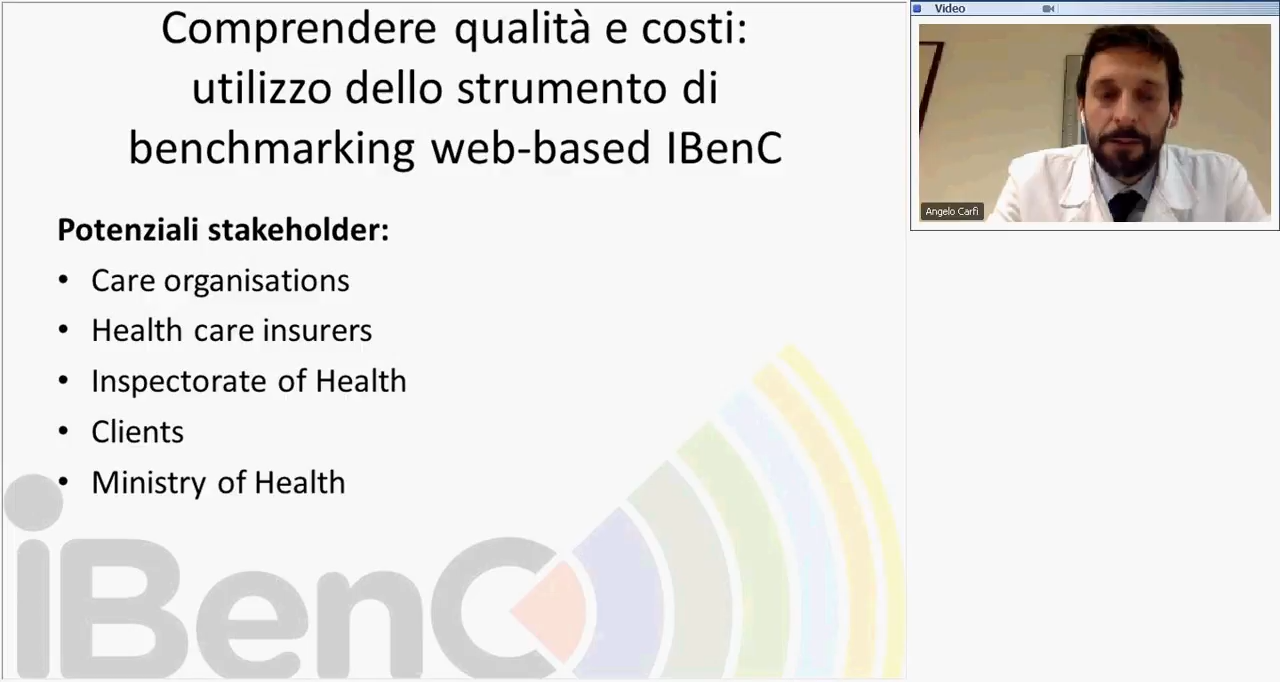 Comprendere qualità e costi:
utilizzo dello strumento di
benchmarking web-based IBenC
Potenziali stakeholder:
• Care organisations
• Health care insurers
• Inspectorate of Health
• Clients
• Ministry of Health
iBenC
Video
Angelo Carfi